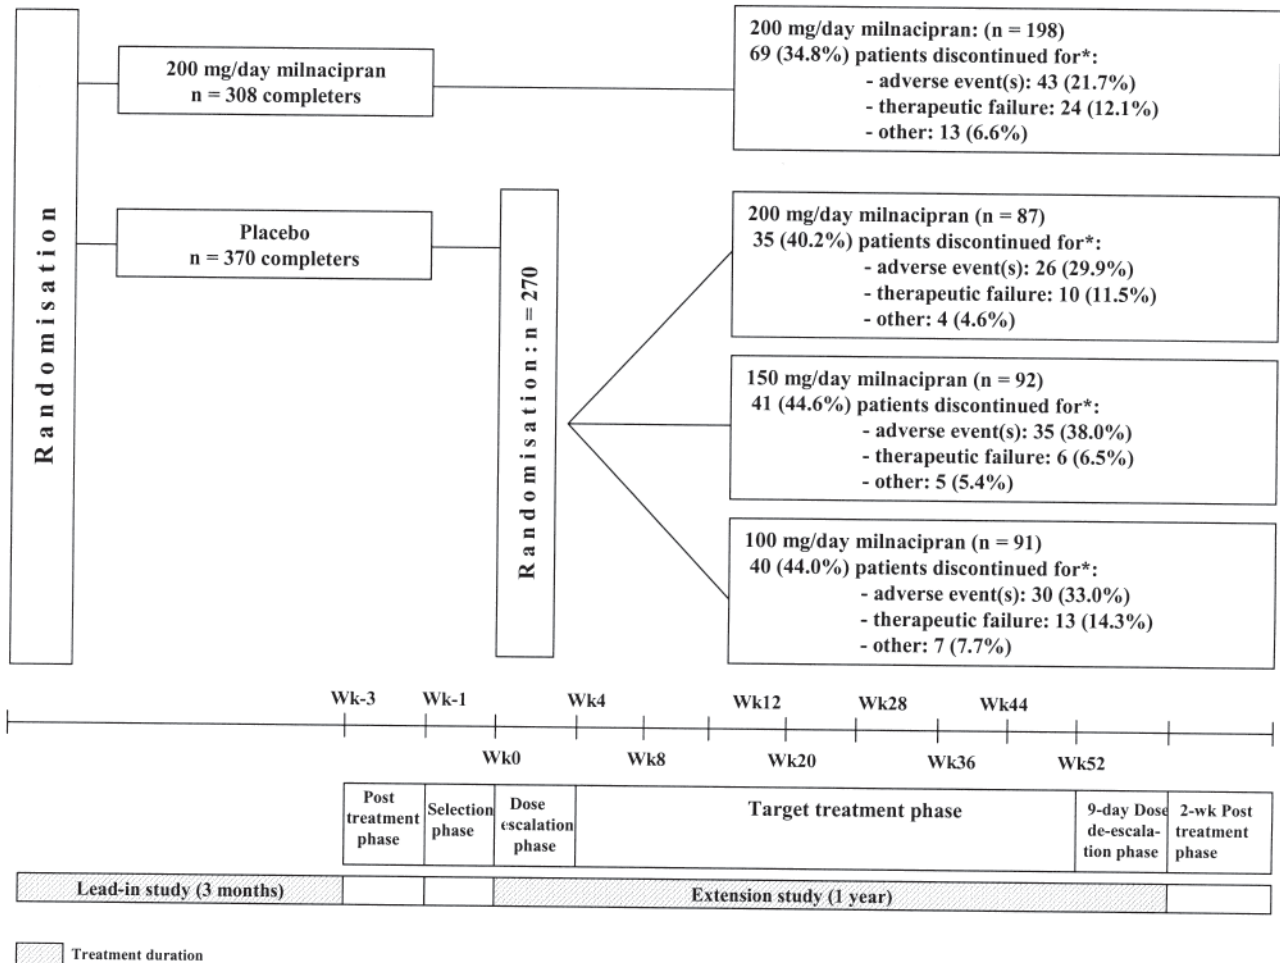 Randomisation
200 mg/day milnacipran
n = 308 completers
Placebo
n = 370 completers
Randomisation: n = 270
200 mg/day milnacipran: (n = 198)
69 (34.8%) patients discontinued for*:
- adverse event(s): 43 (21.7%)
- therapeutic failure: 24 (12.1%)
- other: 13 (6.6%)
200 mg/day milnacipran (n = 87)
35 (40.2%) patients discontinued for*:
- adverse event(s): 26 (29.9%)
- therapeutic failure: 10 (11.5%)
- other: 4 (4.6%)
150 mg/day milnacipran (n = 92)
41 (44.6%) patients discontinued for*:
- adverse event(s): 35 (38.0%)
- therapeutic failure: 6 (6.5%)
- other: 5 (5.4%)
100 mg/day milnacipran (n = 91)
40 (44.0%) patients discontinued for*:
- adverse event(s): 30 (33.0%)
- therapeutic failure: 13 (14.3%)
- other: 7 (7.7%)
Wk-3 Wk-1 Wk4 Wk12 Wk28 Wk44
Wk0 Wk8 Wk20 Wk36 Wk52
Post
treatment
phase
Selection
phase
Dose
escalation
phase
Target treatment phase
9-day Dose
de-escala-
tion phase
2-wk Post
treatment
phase
Lead-in study (3 months)
Extension study (1 year)
Treatment duration